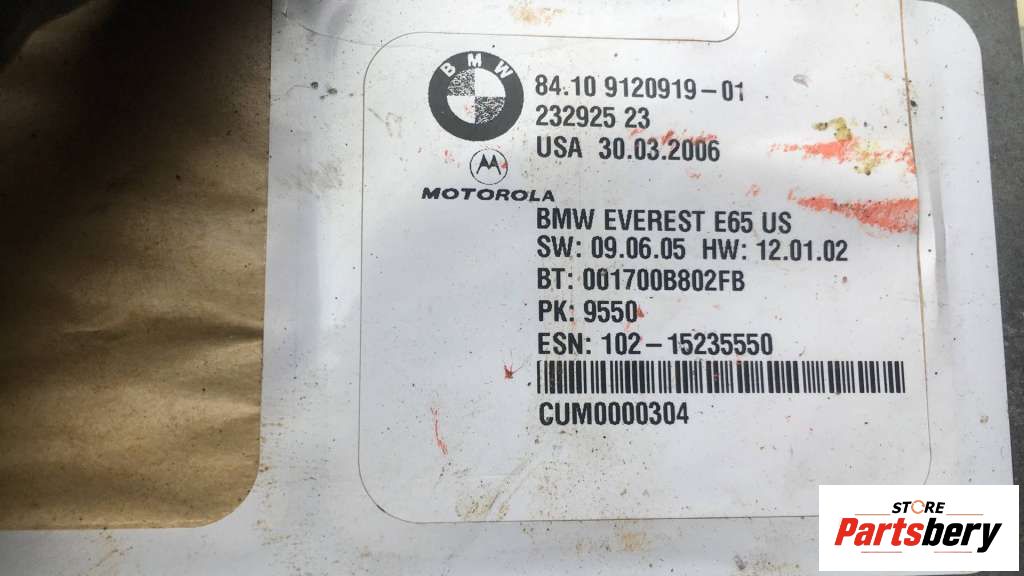 BMW
84.10 9120919-01
232925 23
USA 30.03.2006
MOTOROLA
BMW EVEREST E65 US
SW: 09.06.05 HW: 12.01.02
BT: 001700B802FB
PK: 9550
ESN: 102-15235550
CUM0000304
STORE
Partsbery